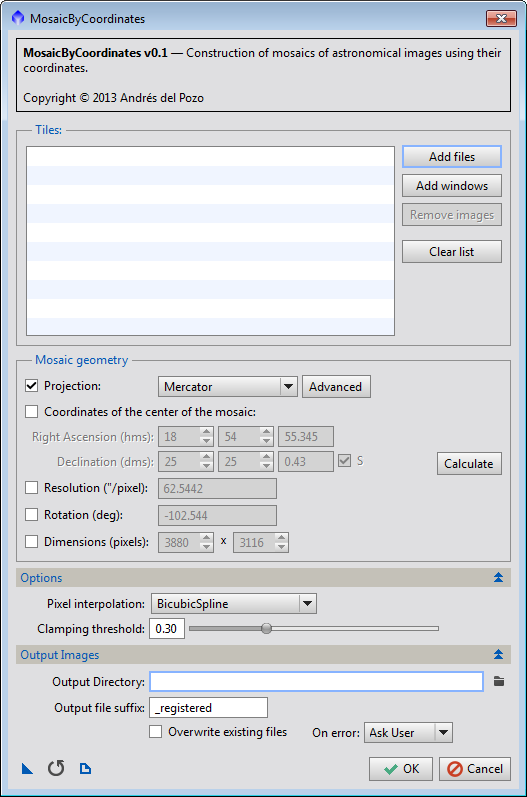 MosaicByCoordinates
MosaicByCoordinates v0.1 — Construction of mosaics of astronomical images using their
coordinates.
Copyright © 2013 Andrés del Pozo
Tiles:
Add files
Add windows
Remove images
Clear list
Mosaic geometry
Projection: Mercator Advanced
Coordinates of the center of the mosaic:
Right Ascension (hms): 18 54 55.345
Declination (dms): 25 25 0.43 S
Calculate
Resolution ("/pixel): 62.5442
Rotation (deg): -102.544
Dimensions (pixels): 3880 x 3116
Options
Pixel interpolation: BicubicSpline
Clamping threshold: 0.30
Output Images
Output Directory:
Output file suffix: _registered
Overwrite existing files On error: Ask User
OK Cancel